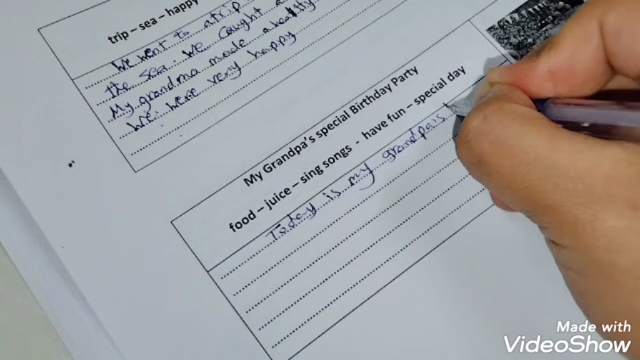 trip – sea – happy
We went to a trip
the sea. We caught
My grandma made a healthy
We were very happy
My Grandpa's special Birthday Party
food – juice – sing songs - have fun – special day
Today is my grandpa's
Made with
VideoShow